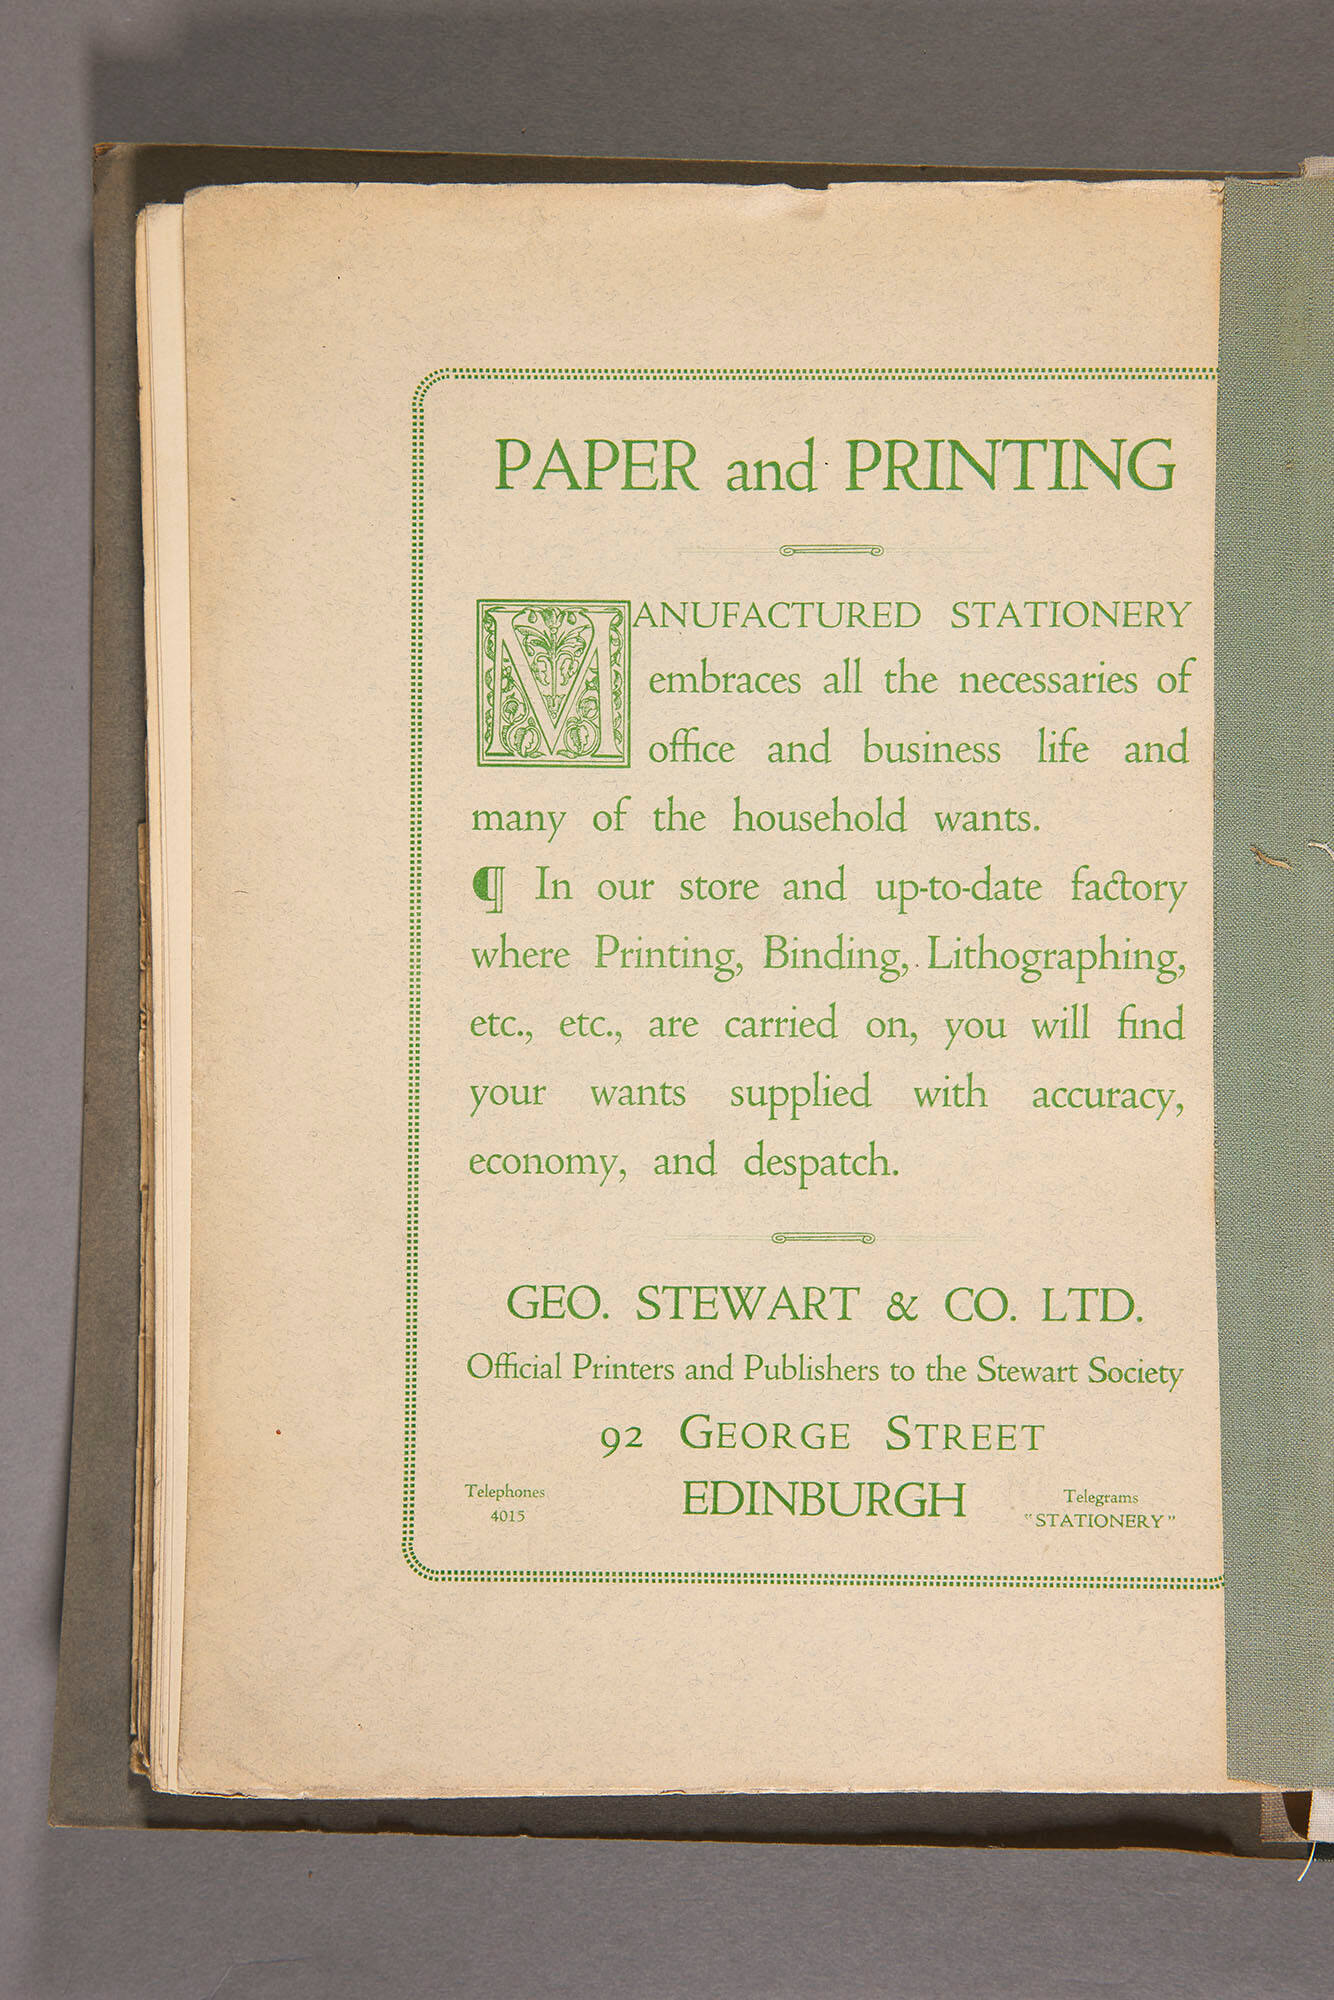 PAPER and PRINTING
MANUFACTURED STATIONERY
embraces all the necessaries of
office and business life and
many of the household wants.
¶ In our store and up-to-date factory
where Printing, Binding, Lithographing,
etc., etc., are carried on, you will find
your wants supplied with accuracy,
economy, and despatch.
GEO. STEWART & CO. LTD.
Official Printers and Publishers to the Stewart Society
92 GEORGE STREET
EDINBURGH
Telephones
4015
Telegrams
"STATIONERY"